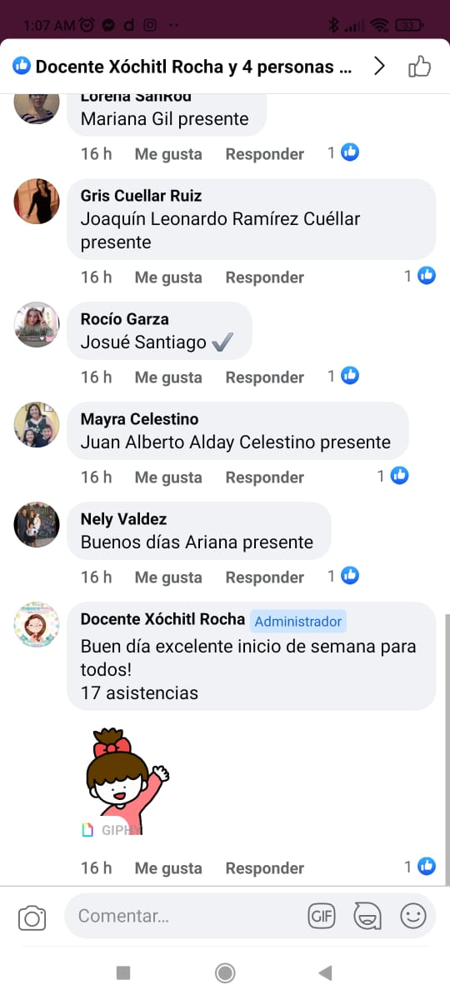 1:07 AM
33
Docente Xóchitl Rocha y 4 personas ...
Lorena SanRod
Mariana Gil presente
16 h Me gusta Responder 1
Gris Cuellar Ruiz
Joaquín Leonardo Ramírez Cuéllar
presente
16 h Me gusta Responder 1
Rocío Garza
Josué Santiago ✔
16 h Me gusta Responder 1
Mayra Celestino
Juan Alberto Alday Celestino presente
16 h Me gusta Responder 1
Nely Valdez
Buenos días Ariana presente
16 h Me gusta Responder 1
Docente Xóchitl Rocha Administrador
Buen día excelente inicio de semana para
todos!
17 asistencias
GIPHY
16 h Me gusta Responder 1
Comentar... GIF